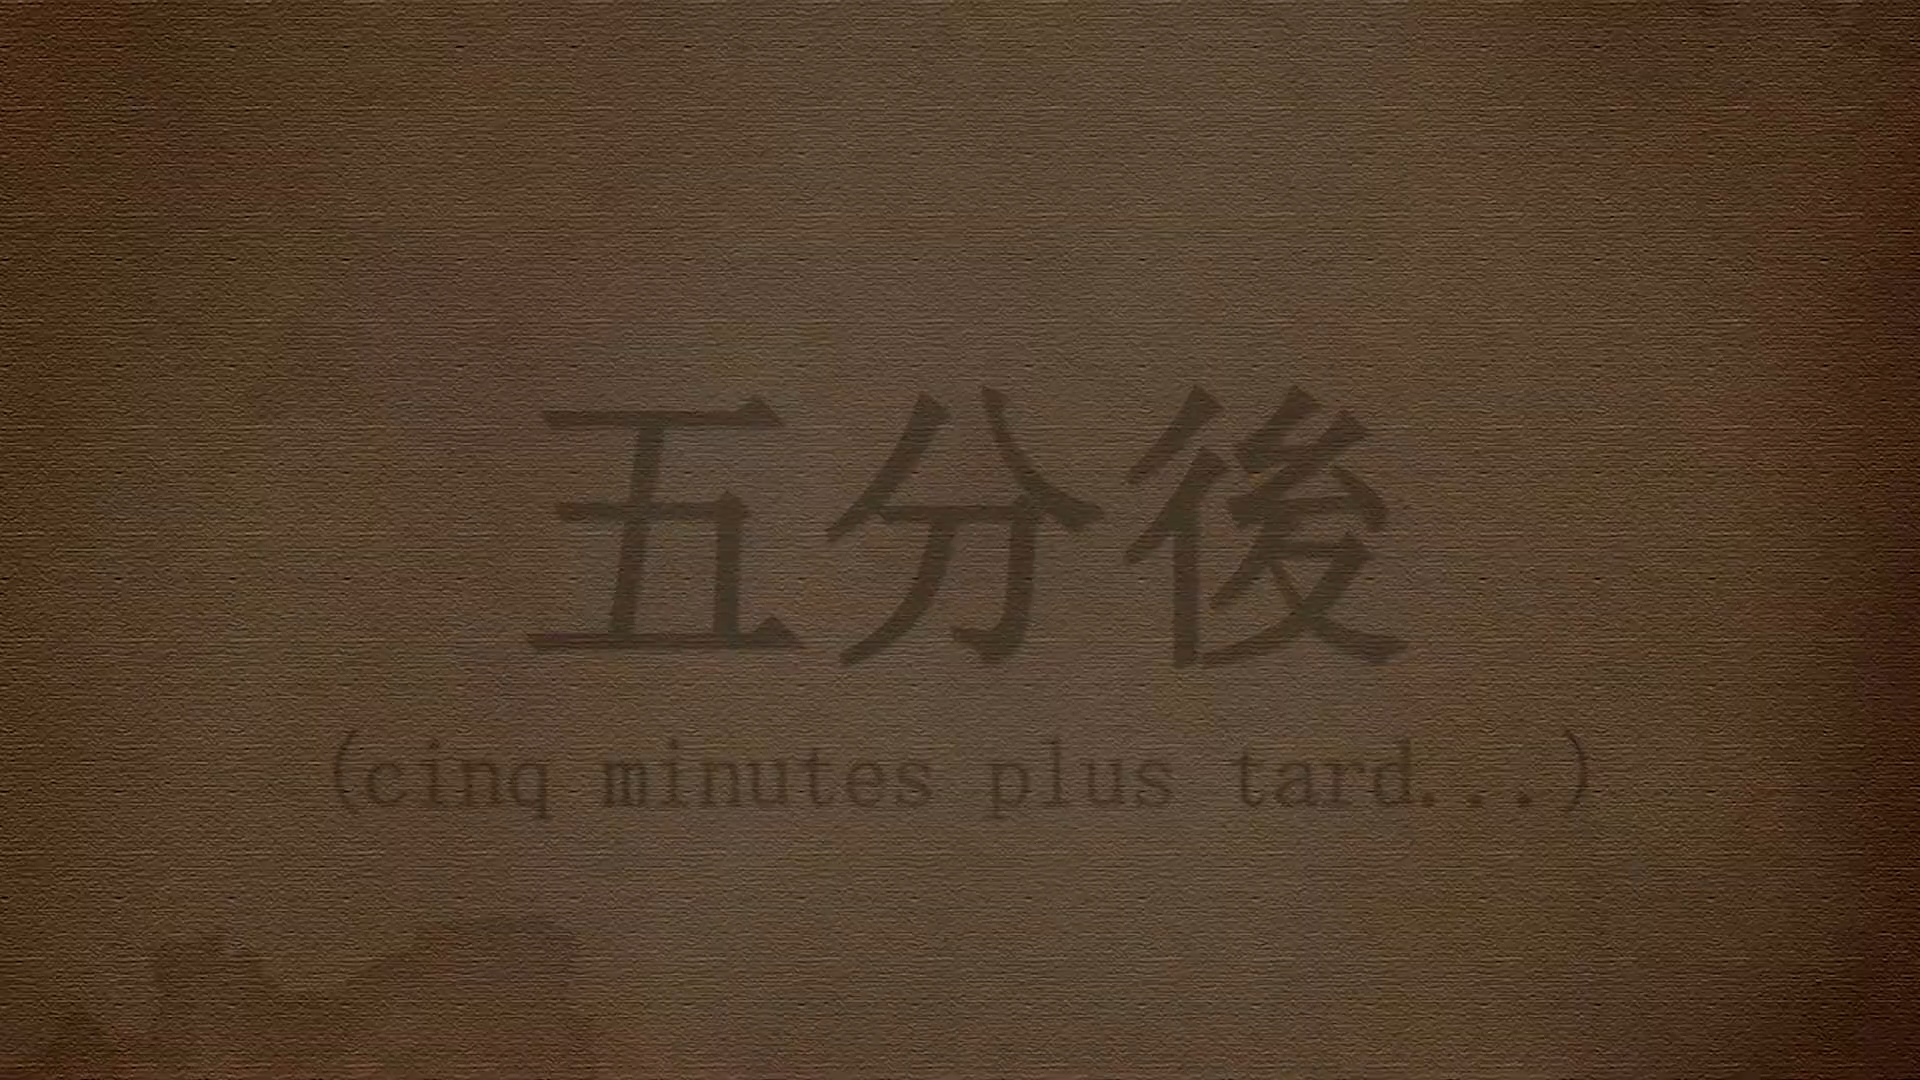 五分後
(cinq minutes plus tard...)